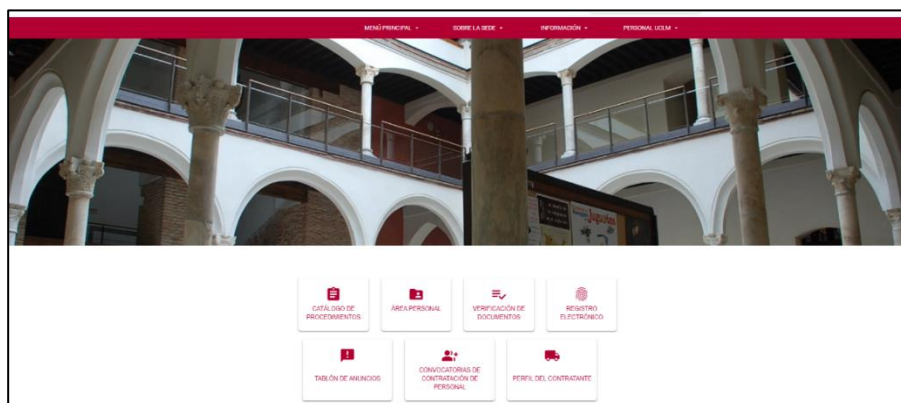 MENÚ PRINCIPAL
SOBRE LA SEDE
INFORMACIÓN
PERSONAL UCLM
CATÁLOGO DE
PROCEDIMIENTOS
ÁREA PERSONAL
VERIFICACIÓN DE
DOCUMENTOS
REGISTRO
ELECTRÓNICO
TABLÓN DE ANUNCIOS
CONVOCATORIAS DE
CONTRATACIÓN DE
PERSONAL
PERFIL DEL CONTRATANTE